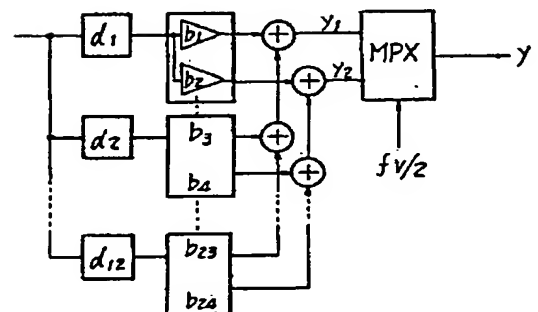 d1
b1
+
y1
MPX
y
b2
+
y2
d2
b3
+
b4
+
fv/2
d12
b23
b24